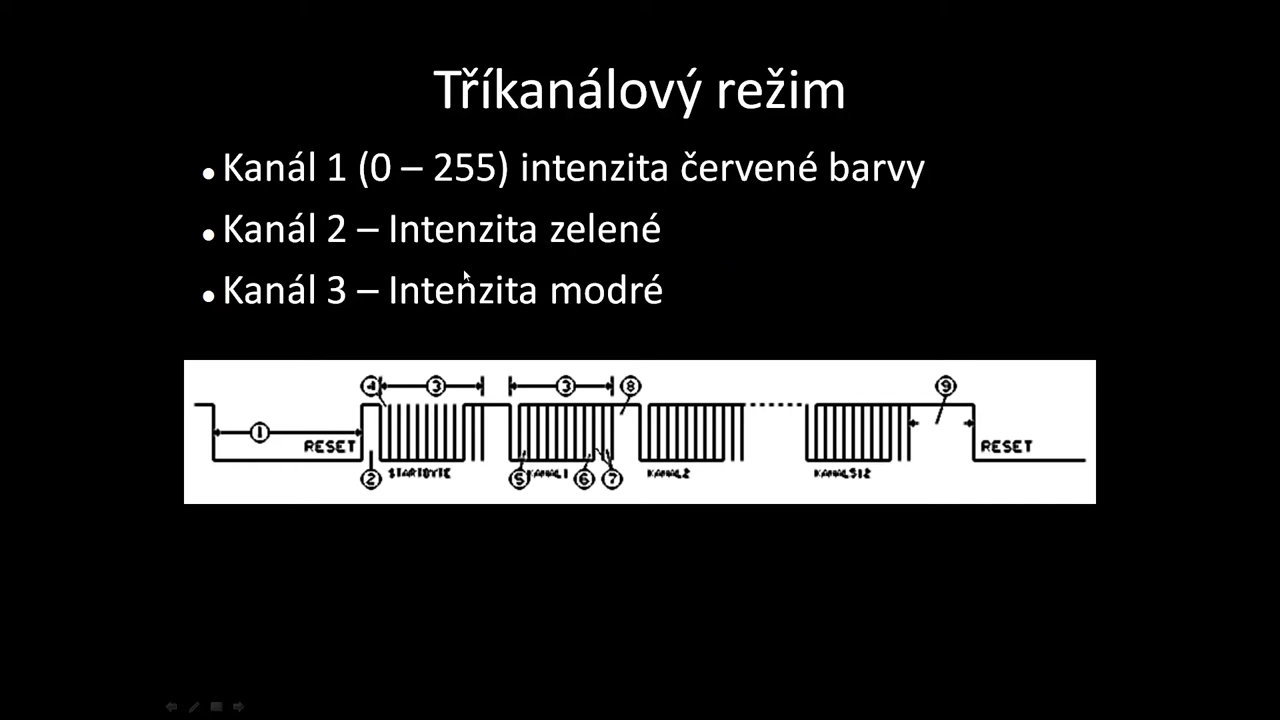 Tříkanálový režim
Kanál 1 (0 – 255) intenzita červené barvy
Kanál 2 – Intenzita zelené
Kanál 3 – Intenzita modré
4 3 3 8 9
1 RESET RESET
2 STARTBYTE 5 KANAL1 6 7 KANAL2 KANAL512